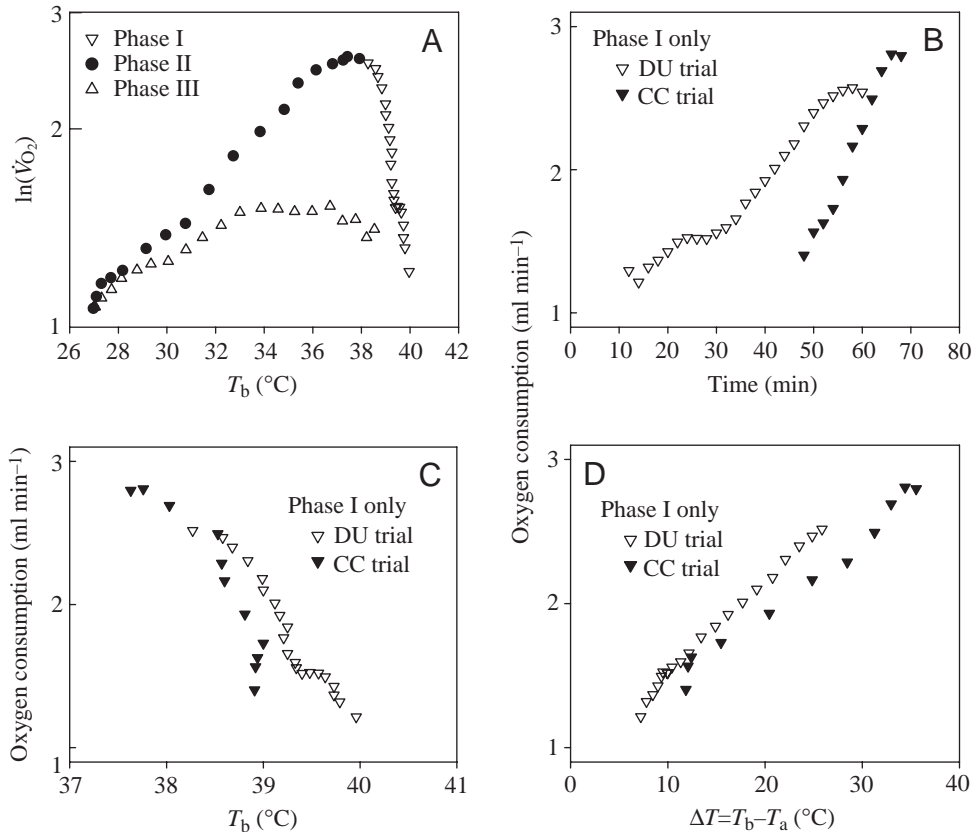 A
3
▽ Phase I
● Phase II
△ Phase III
2
1
ln(V̇O₂)
26 28 30 32 34 36 38 40 42
T_b (°C)
B
3
Phase I only
▽ DU trial
▼ CC trial
2
1
Oxygen consumption (ml min⁻¹)
0 10 20 30 40 50 60 70 80
Time (min)
C
3
Phase I only
▽ DU trial
▼ CC trial
2
1
Oxygen consumption (ml min⁻¹)
37 38 39 40 41
T_b (°C)
D
3
Phase I only
▽ DU trial
▼ CC trial
2
1
0 10 20 30 40
ΔT=T_b–T_a (°C)